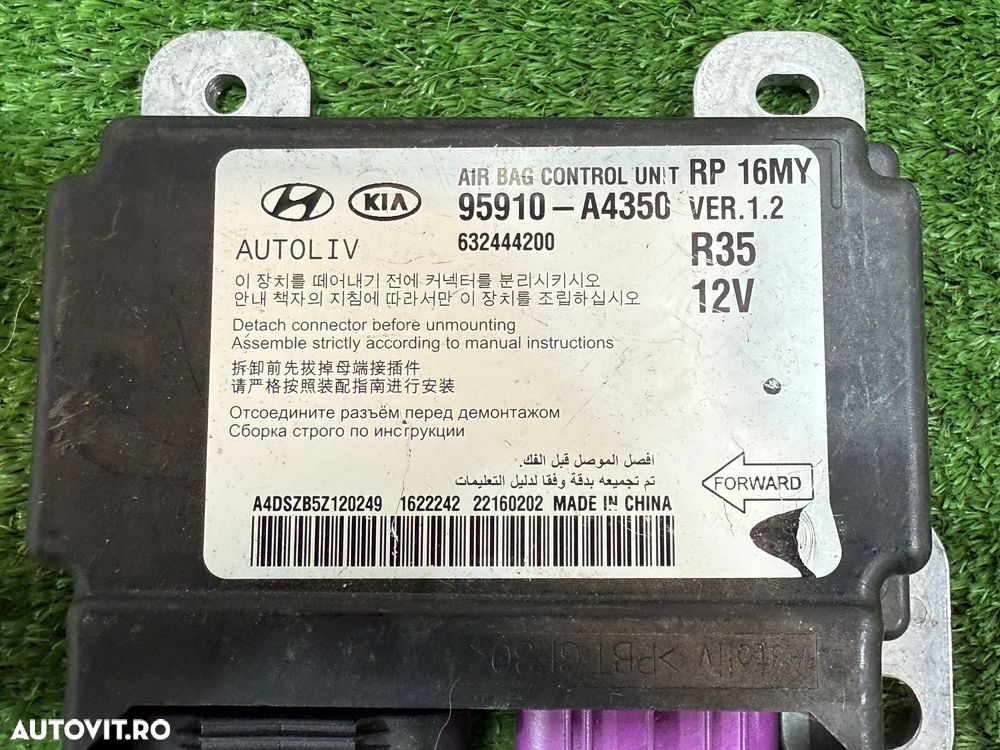 AIR BAG CONTROL UNIT RP 16MY
KIA 95910-A4350 VER.1.2
AUTOLIV 632444200 R35
이 장치를 떼어내기 전에 커넥터를 분리시키시오
안내 책자의 지침에 따라서만 이 장치를 조립하십시오 12V
Detach connector before unmounting
Assemble strictly according to manual instructions
拆卸前先拔掉母端接插件
请严格按照装配指南进行安装
Отсоедините разъём перед демонтажом
Сборка строго по инструкции
افصل الموصل قبل الفك.
تم تجميعه بدقة وفقا لدليل التعليمات
FORWARD
A4DSZB5Z120249 1622242 22160202 MADE IN CHINA
Autoliv >PBT GF30<
AUTOVIT.RO